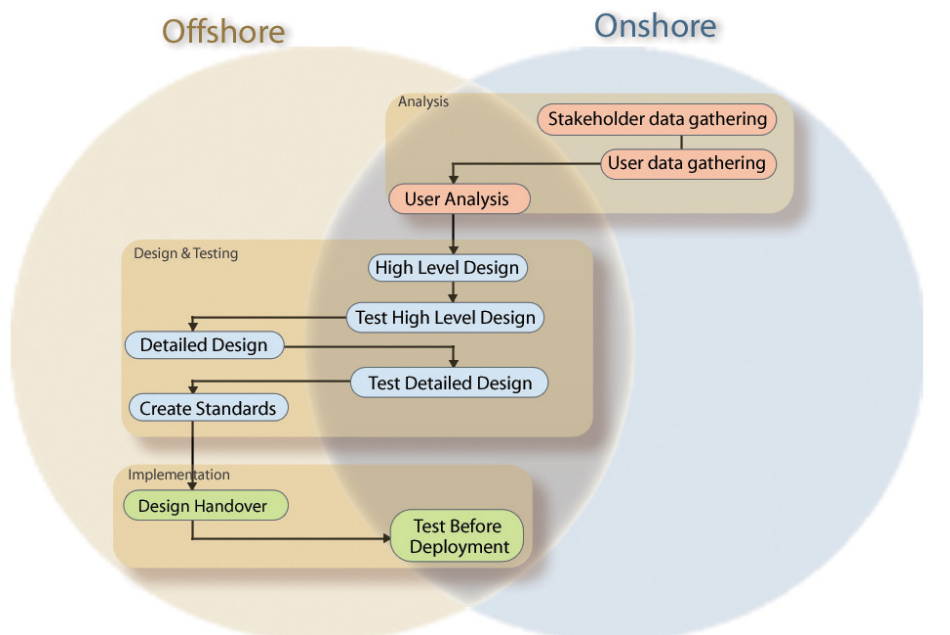 Offshore
Onshore
Analysis
Stakeholder data gathering
User data gathering
User Analysis
Design & Testing
High Level Design
Test High Level Design
Detailed Design
Test Detailed Design
Create Standards
Implementation
Design Handover
Test Before
Deployment